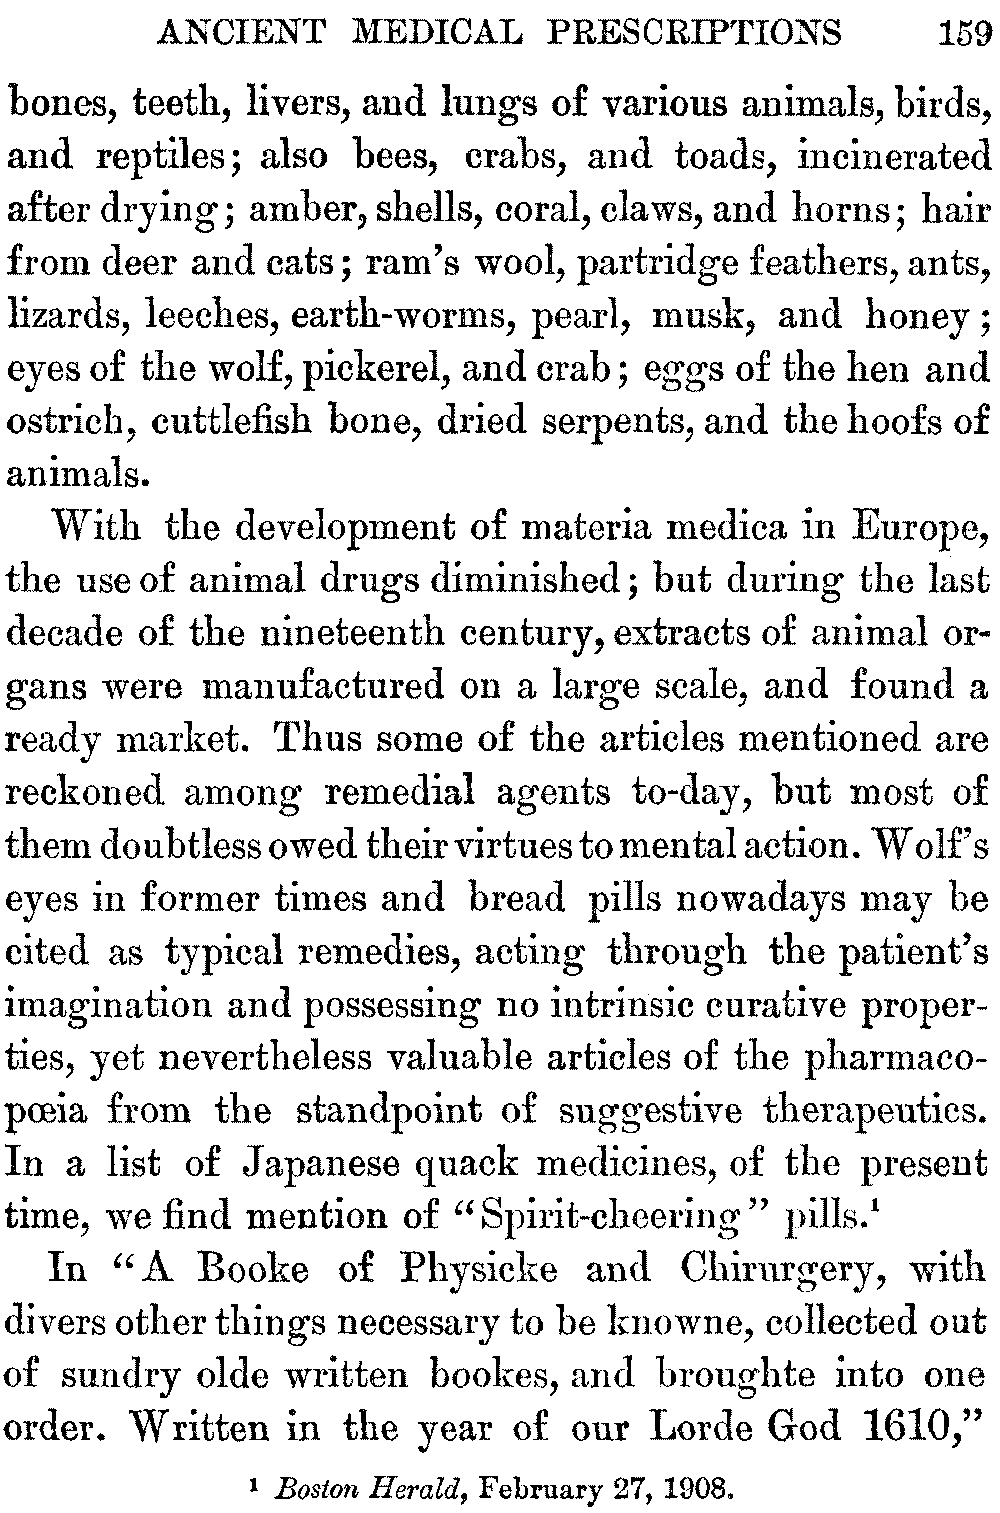 ANCIENT MEDICAL PRESCRIPTIONS 159
bones, teeth, livers, and lungs of various animals, birds,
and reptiles; also bees, crabs, and toads, incinerated
after drying; amber, shells, coral, claws, and horns; hair
from deer and cats; ram's wool, partridge feathers, ants,
lizards, leeches, earth-worms, pearl, musk, and honey;
eyes of the wolf, pickerel, and crab; eggs of the hen and
ostrich, cuttlefish bone, dried serpents, and the hoofs of
animals.
With the development of materia medica in Europe,
the use of animal drugs diminished; but during the last
decade of the nineteenth century, extracts of animal or-
gans were manufactured on a large scale, and found a
ready market. Thus some of the articles mentioned are
reckoned among remedial agents to-day, but most of
them doubtless owed their virtues to mental action. Wolf's
eyes in former times and bread pills nowadays may be
cited as typical remedies, acting through the patient's
imagination and possessing no intrinsic curative proper-
ties, yet nevertheless valuable articles of the pharmaco-
pœia from the standpoint of suggestive therapeutics.
In a list of Japanese quack medicines, of the present
time, we find mention of “Spirit-cheering” pills.¹
In “A Booke of Physicke and Chirurgery, with
divers other things necessary to be knowne, collected out
of sundry olde written bookes, and broughte into one
order. Written in the year of our Lorde God 1610,”
¹ Boston Herald, February 27, 1908.